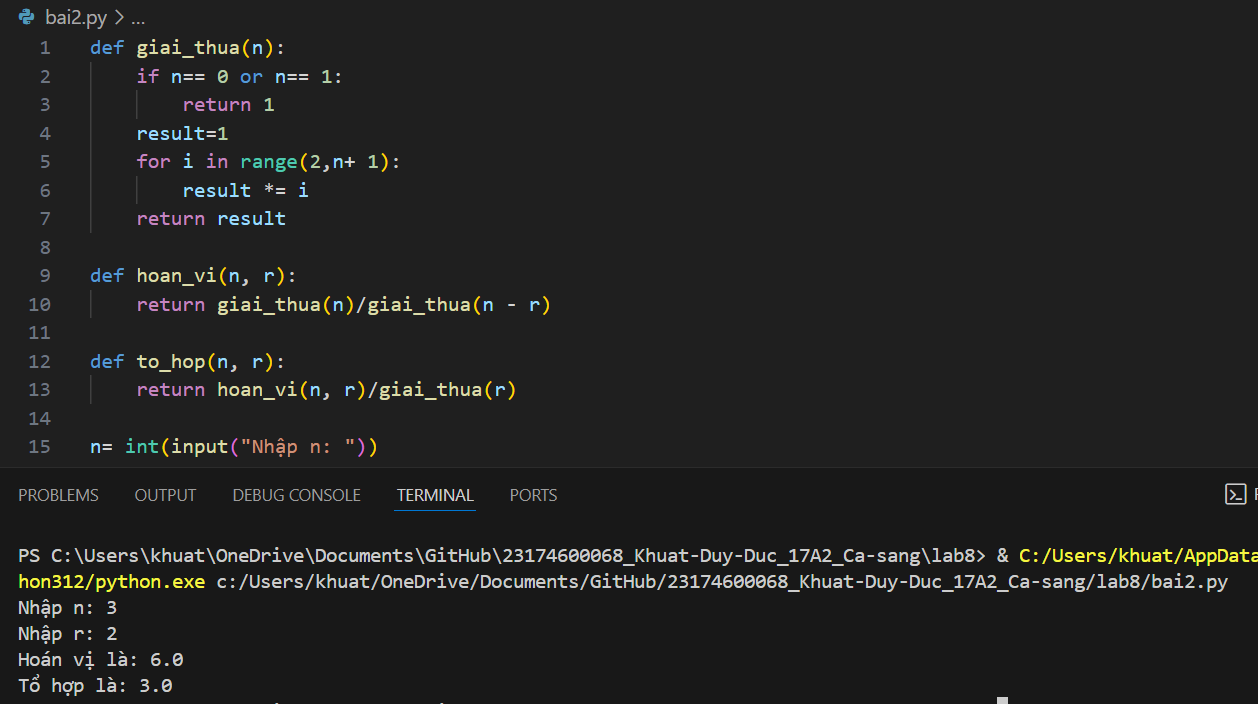 bai2.py > ...
1 def giai_thua(n):
2 if n== 0 or n== 1:
3 return 1
4 result=1
5 for i in range(2,n+ 1):
6 result *= i
7 return result
8
9 def hoan_vi(n, r):
10 return giai_thua(n)/giai_thua(n - r)
11
12 def to_hop(n, r):
13 return hoan_vi(n, r)/giai_thua(r)
14
15 n= int(input("Nhập n: "))
PROBLEMS OUTPUT DEBUG CONSOLE TERMINAL PORTS
PS C:\Users\khuat\OneDrive\Documents\GitHub\23174600068_Khuat-Duy-Duc_17A2_Ca-sang\lab8> & C:/Users/khuat/AppData
hon312/python.exe c:/Users/khuat/OneDrive/Documents/GitHub/23174600068_Khuat-Duy-Duc_17A2_Ca-sang/lab8/bai2.py
Nhập n: 3
Nhập r: 2
Hoán vị là: 6.0
Tổ hợp là: 3.0